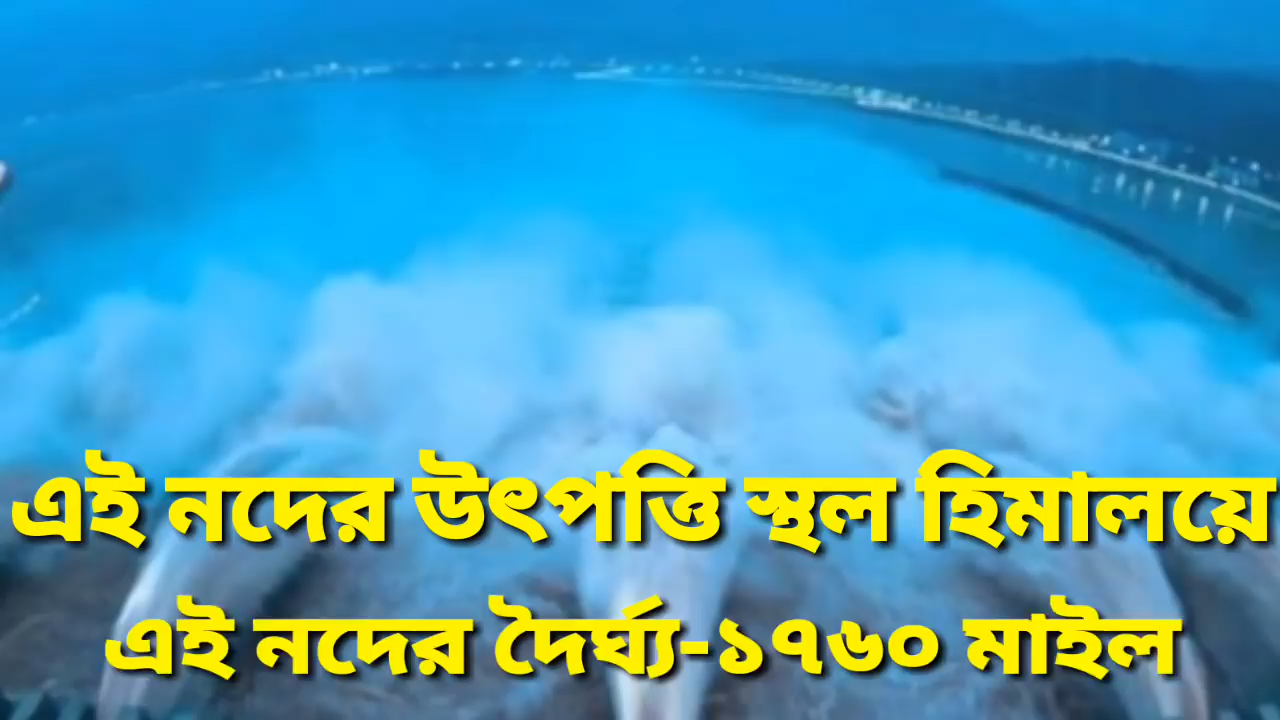 এই নদের উৎপত্তি স্থল হিমালয়ে
এই নদের দৈর্ঘ্য-১৭৬০ মাইল